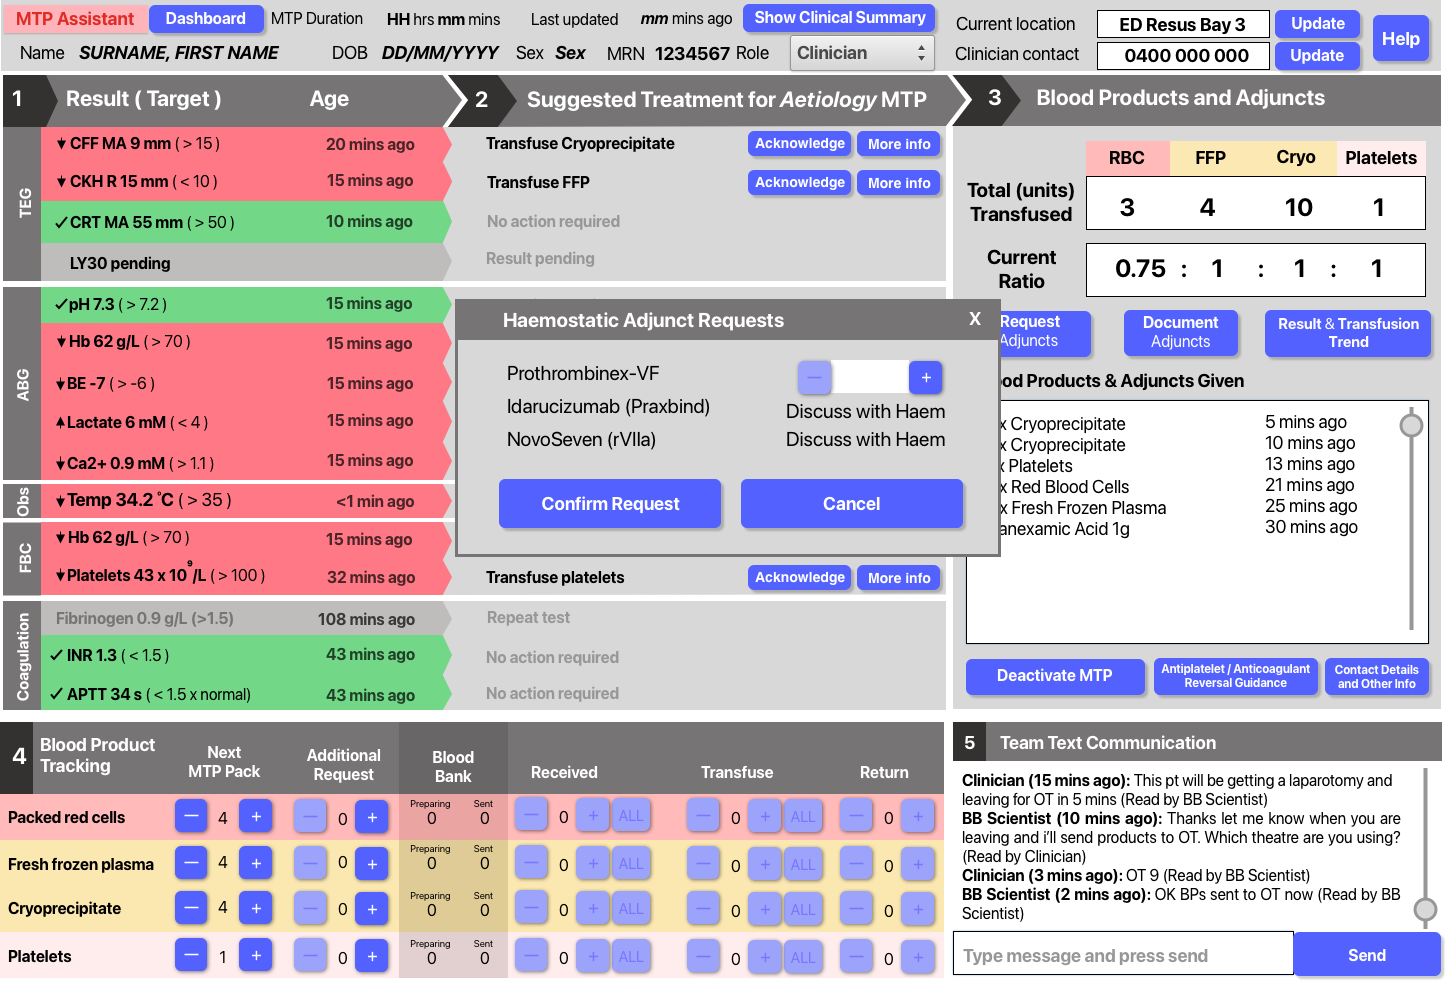 MTP Assistant Dashboard MTP Duration HH hrs mm mins Last updated mm mins ago Show Clinical Summary
Name SURNAME, FIRST NAME DOB DD/MM/YYYY Sex Sex MRN 1234567 Role Clinician
Current location ED Resus Bay 3 Update
Clinician contact 0400 000 000 Update
Help
1 Result ( Target ) Age
2 Suggested Treatment for Aetiology MTP
3 Blood Products and Adjuncts
TEG
CFF MA 9 mm ( > 15 ) 20 mins ago Transfuse Cryoprecipitate Acknowledge More info
CKH R 15 mm ( < 10 ) 15 mins ago Transfuse FFP Acknowledge More info
CRT MA 55 mm ( > 50 ) 10 mins ago No action required
LY30 pending Result pending
ABG
pH 7.3 ( > 7.2 ) 15 mins ago
Hb 62 g/L ( > 70 ) 15 mins ago
BE -7 ( > -6 ) 15 mins ago
Lactate 6 mM ( < 4 ) 15 mins ago
Ca2+ 0.9 mM ( > 1.1 ) 15 mins ago
Obs
Temp 34.2 °C ( > 35 ) <1 min ago
FBC
Hb 62 g/L ( > 70 ) 15 mins ago
Platelets 43 x 10⁹/L ( > 100 ) 32 mins ago Transfuse platelets Acknowledge More info
Coagulation
Fibrinogen 0.9 g/L (>1.5) 108 mins ago Repeat test
INR 1.3 ( < 1.5 ) 43 mins ago No action required
APTT 34 s ( < 1.5 x normal) 43 mins ago No action required
Haemostatic Adjunct Requests X
Prothrombinex-VF — +
Idarucizumab (Praxbind) Discuss with Haem
NovoSeven (rVIIa) Discuss with Haem
Confirm Request Cancel
RBC FFP Cryo Platelets
Total (units)
Transfused
3 4 10 1
Current
Ratio
0.75 : 1 : 1 : 1
Request
Adjuncts
Document
Adjuncts
Result & Transfusion
Trend
ood Products & Adjuncts Given
x Cryoprecipitate 5 mins ago
x Cryoprecipitate 10 mins ago
x Platelets 13 mins ago
x Red Blood Cells 21 mins ago
x Fresh Frozen Plasma 25 mins ago
anexamic Acid 1g 30 mins ago
Deactivate MTP
Antiplatelet / Anticoagulant
Reversal Guidance
Contact Details
and Other Info
4 Blood Product
Tracking
Next
MTP Pack
Additional
Request
Blood
Bank
Received Transfuse Return
Preparing Sent
Packed red cells — 4 + — 0 + 0 0 — 0 + ALL — 0 + ALL — 0 +
Preparing Sent
Fresh frozen plasma — 4 + — 0 + 0 0 — 0 + ALL — 0 + ALL — 0 +
Preparing Sent
Cryoprecipitate — 4 + — 0 + 0 0 — 0 + ALL — 0 + ALL — 0 +
Preparing Sent
Platelets — 1 + — 0 + 0 0 — 0 + ALL — 0 + ALL — 0 +
5 Team Text Communication
Clinician (15 mins ago): This pt will be getting a laparotomy and
leaving for OT in 5 mins (Read by BB Scientist)
BB Scientist (10 mins ago): Thanks let me know when you are
leaving and i'll send products to OT. Which theatre are you using?
(Read by Clinician)
Clinician (3 mins ago): OT 9 (Read by BB Scientist)
BB Scientist (2 mins ago): OK BPs sent to OT now (Read by BB
Scientist)
Type message and press send Send